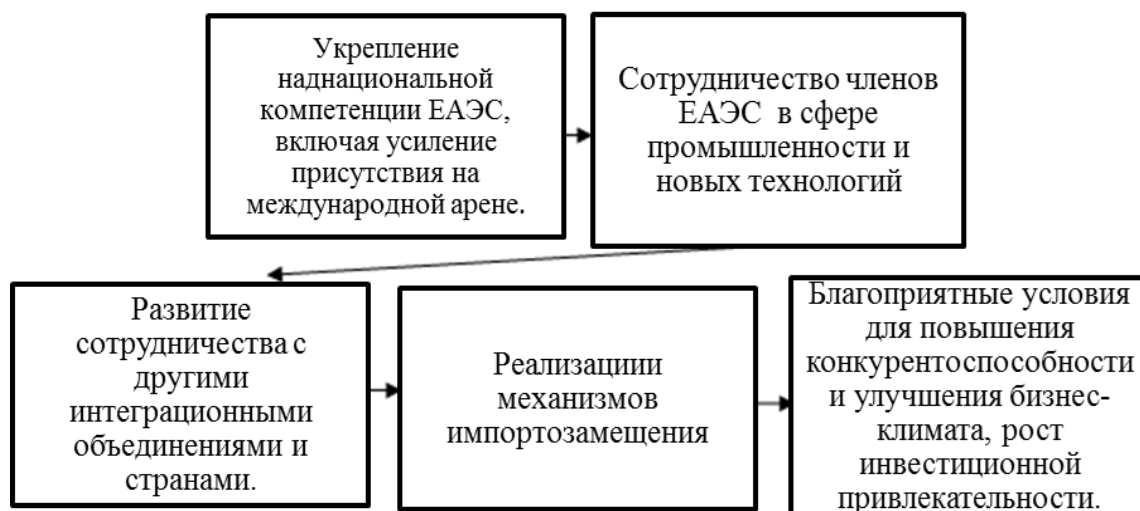 Укрепление
наднациональной
компетенции ЕАЭС,
включая усиление
присутствия на
международной арене.
Сотрудничество членов
ЕАЭС в сфере
промышленности и
новых технологий
Развитие
сотрудничества с
другими
интеграционными
объединениями и
странами.
Реализациии
механизмов
импортозамещения
Благоприятные условия
для повышения
конкурентоспособности
и улучшения бизнес-
климата, рост
инвестиционной
привлекательности.